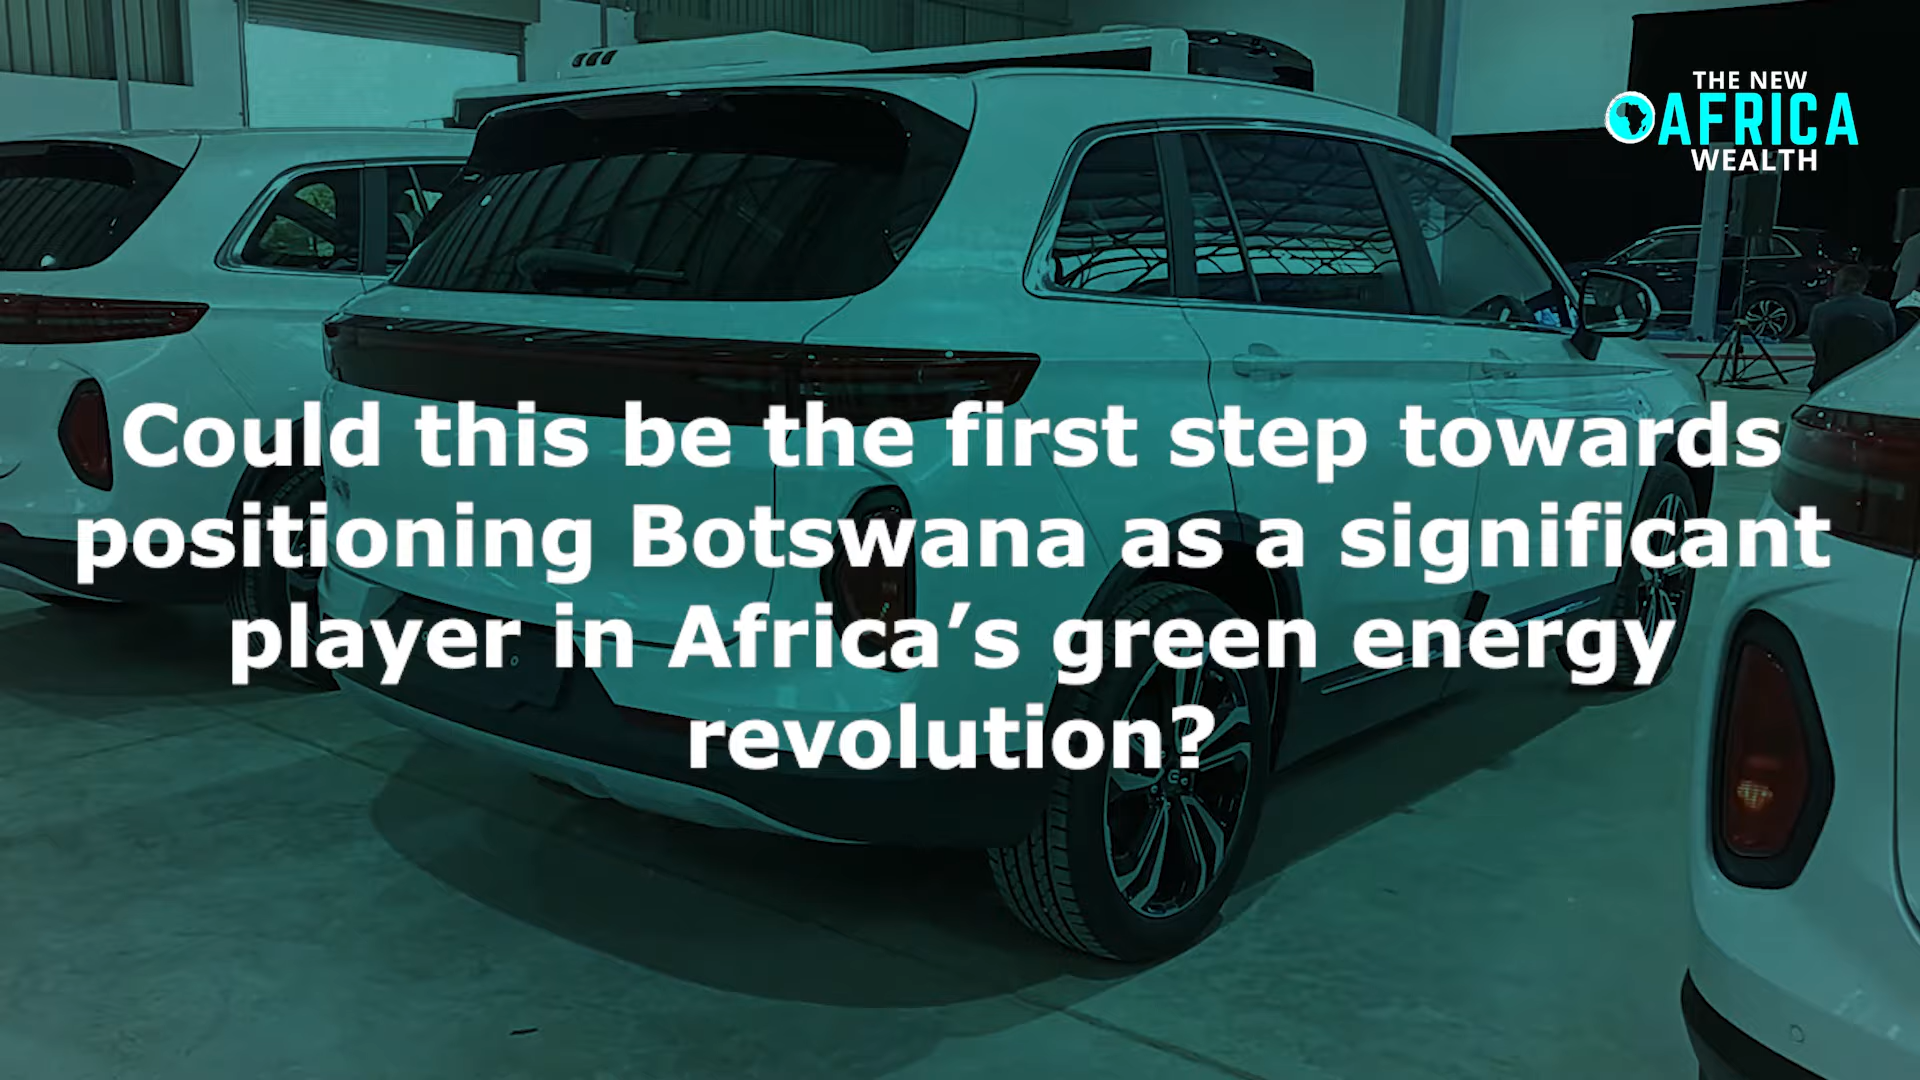 THE NEW
AFRICA
WEALTH
Could this be the first step towards
positioning Botswana as a significant
player in Africa’s green energy
revolution?